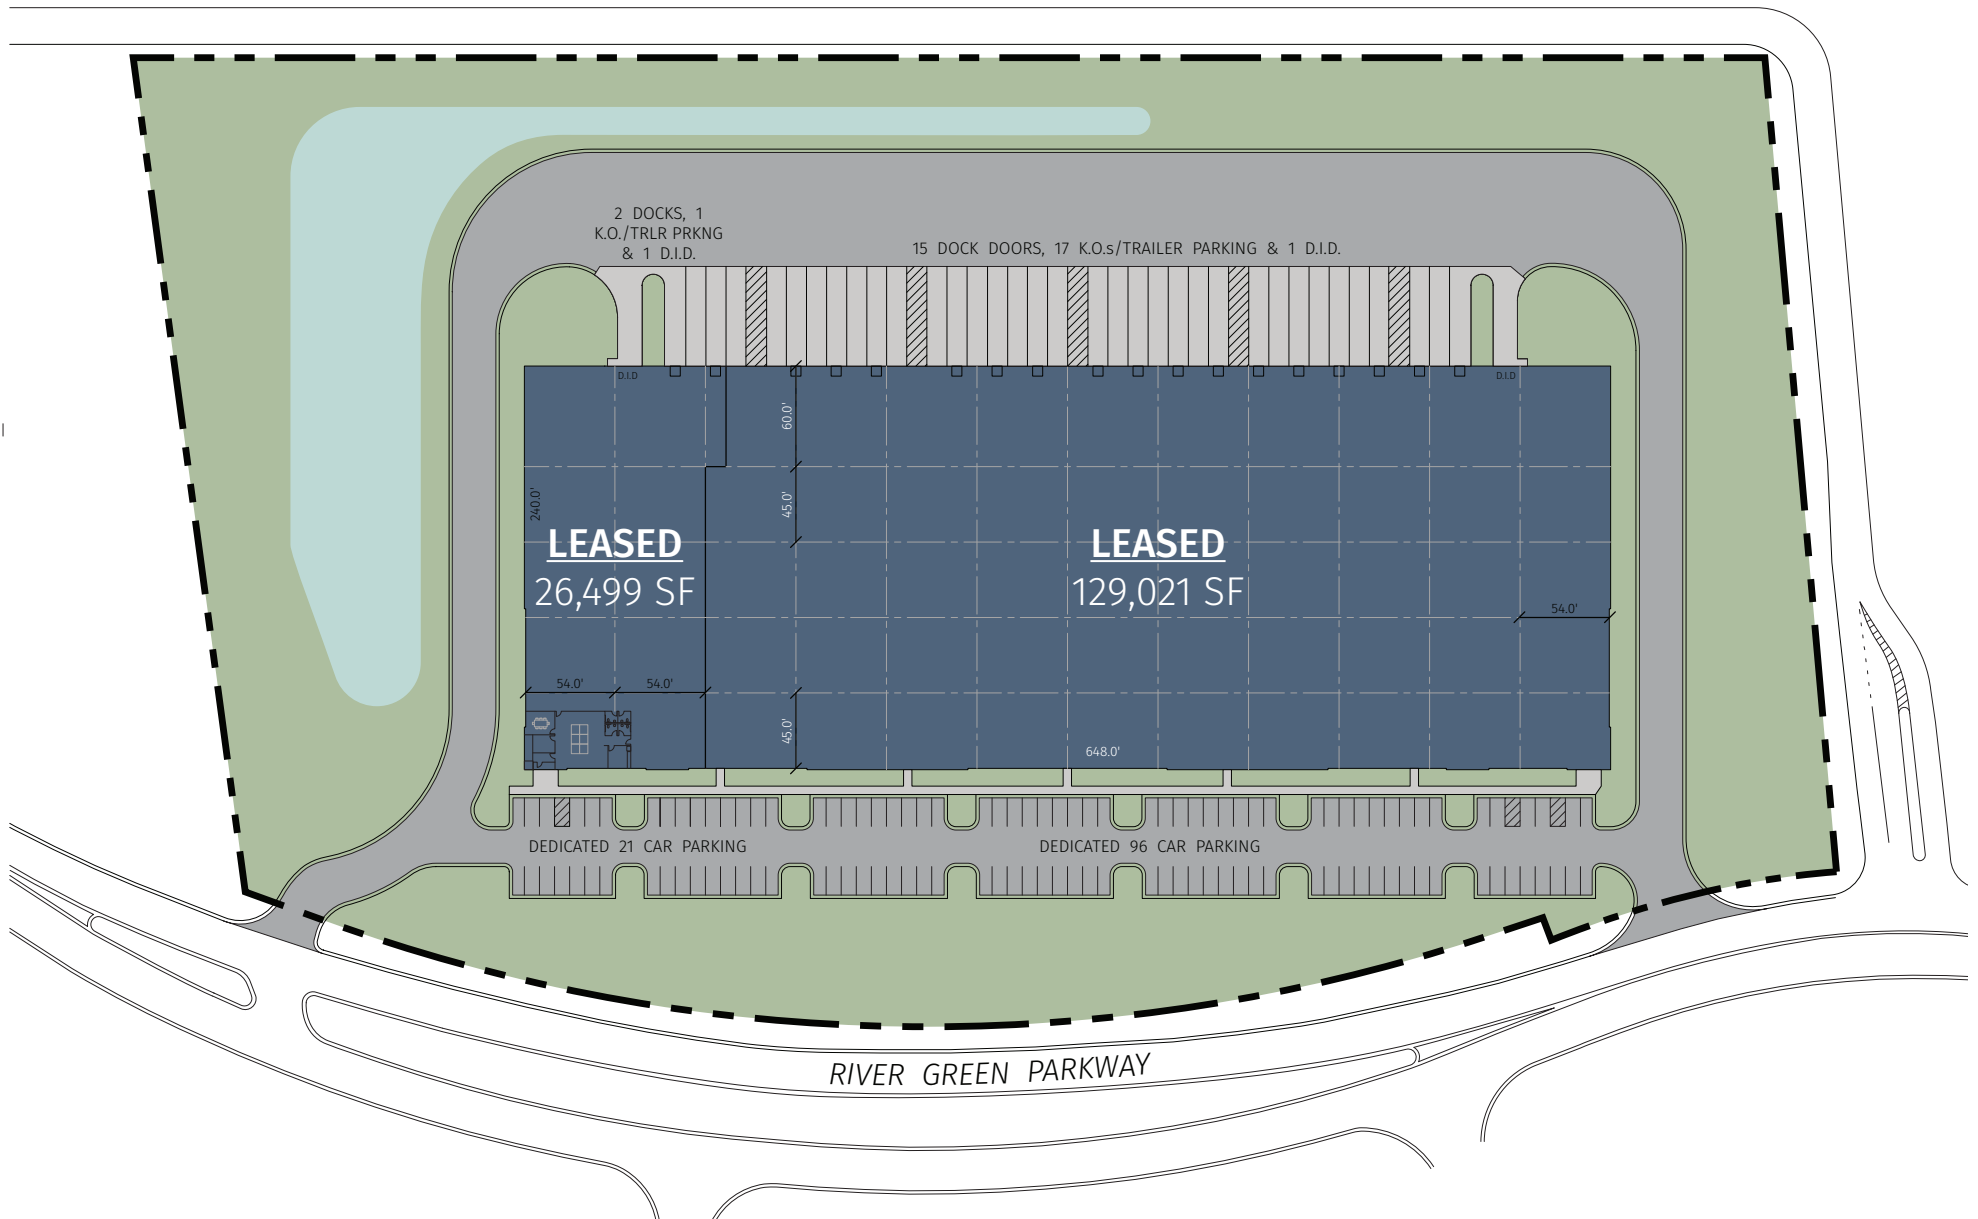 2 DOCKS, 1
K.O./TRLR PRKNG
& 1 D.I.D.
15 DOCK DOORS, 17 K.O.s/TRAILER PARKING & 1 D.I.D.
D.I.D
D.I.D
60.0'
240.0'
45.0'
LEASED
26,499 SF
LEASED
129,021 SF
54.0'
54.0'
54.0'
45.0'
648.0'
DEDICATED 21 CAR PARKING
DEDICATED 96 CAR PARKING
RIVER GREEN PARKWAY